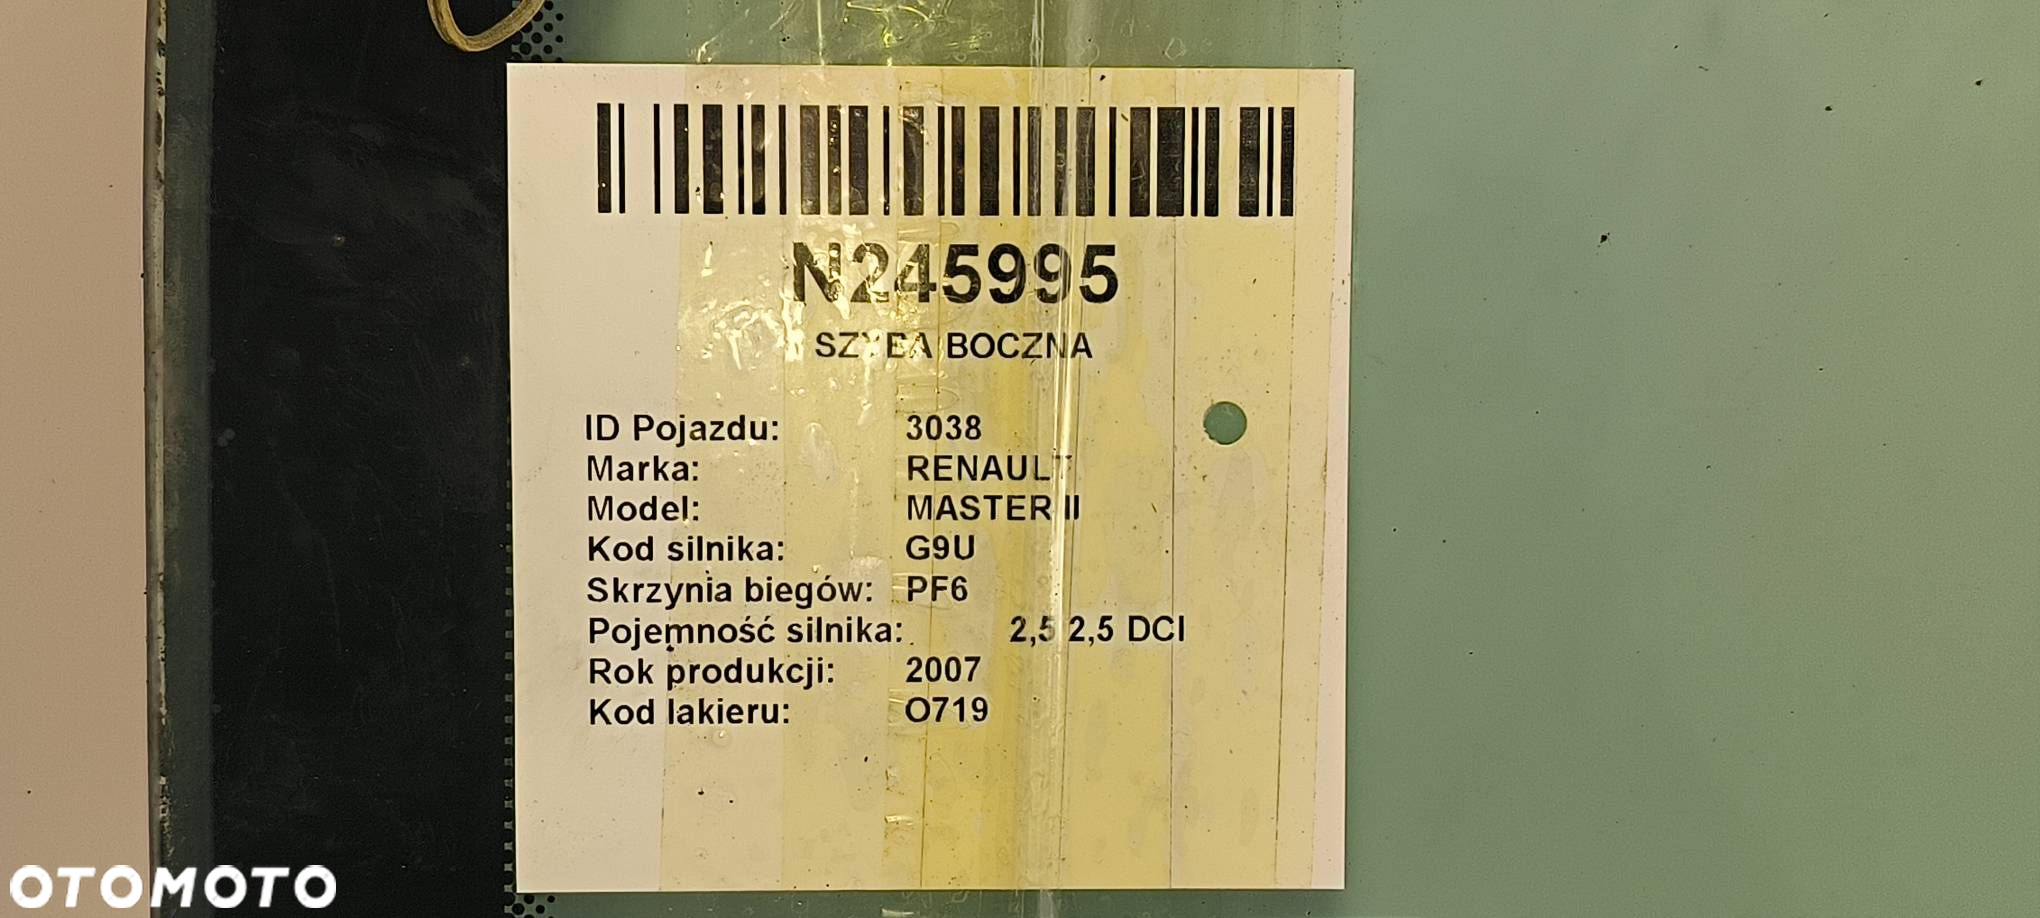 N245995
SZYBA BOCZNA
ID Pojazdu: 3038
Marka: RENAULT
Model: MASTER II
Kod silnika: G9U
Skrzynia biegów: PF6
Pojemność silnika: 2,5 2,5 DCI
Rok produkcji: 2007
Kod lakieru: O719
OTOMOTO